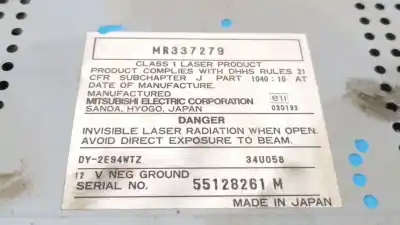 MR337279
CLASS 1 LASER PRODUCT
PRODUCT COMPLIES WITH DHHS RULES 21
CFR SUBCHAPTER J, PART 1040:10 AT
DATE OF MANUFACTURE.
MANUFACTURED
MITSUBISHI ELECTRIC CORPORATION
SANDA, HYOGO, JAPAN
e11
020193
DANGER
INVISIBLE LASER RADIATION WHEN OPEN.
AVOID DIRECT EXPOSURE TO BEAM.
DY-2E94WTZ 34U058
12 V NEG GROUND
SERIAL NO. 55128261 M
MADE IN JAPAN